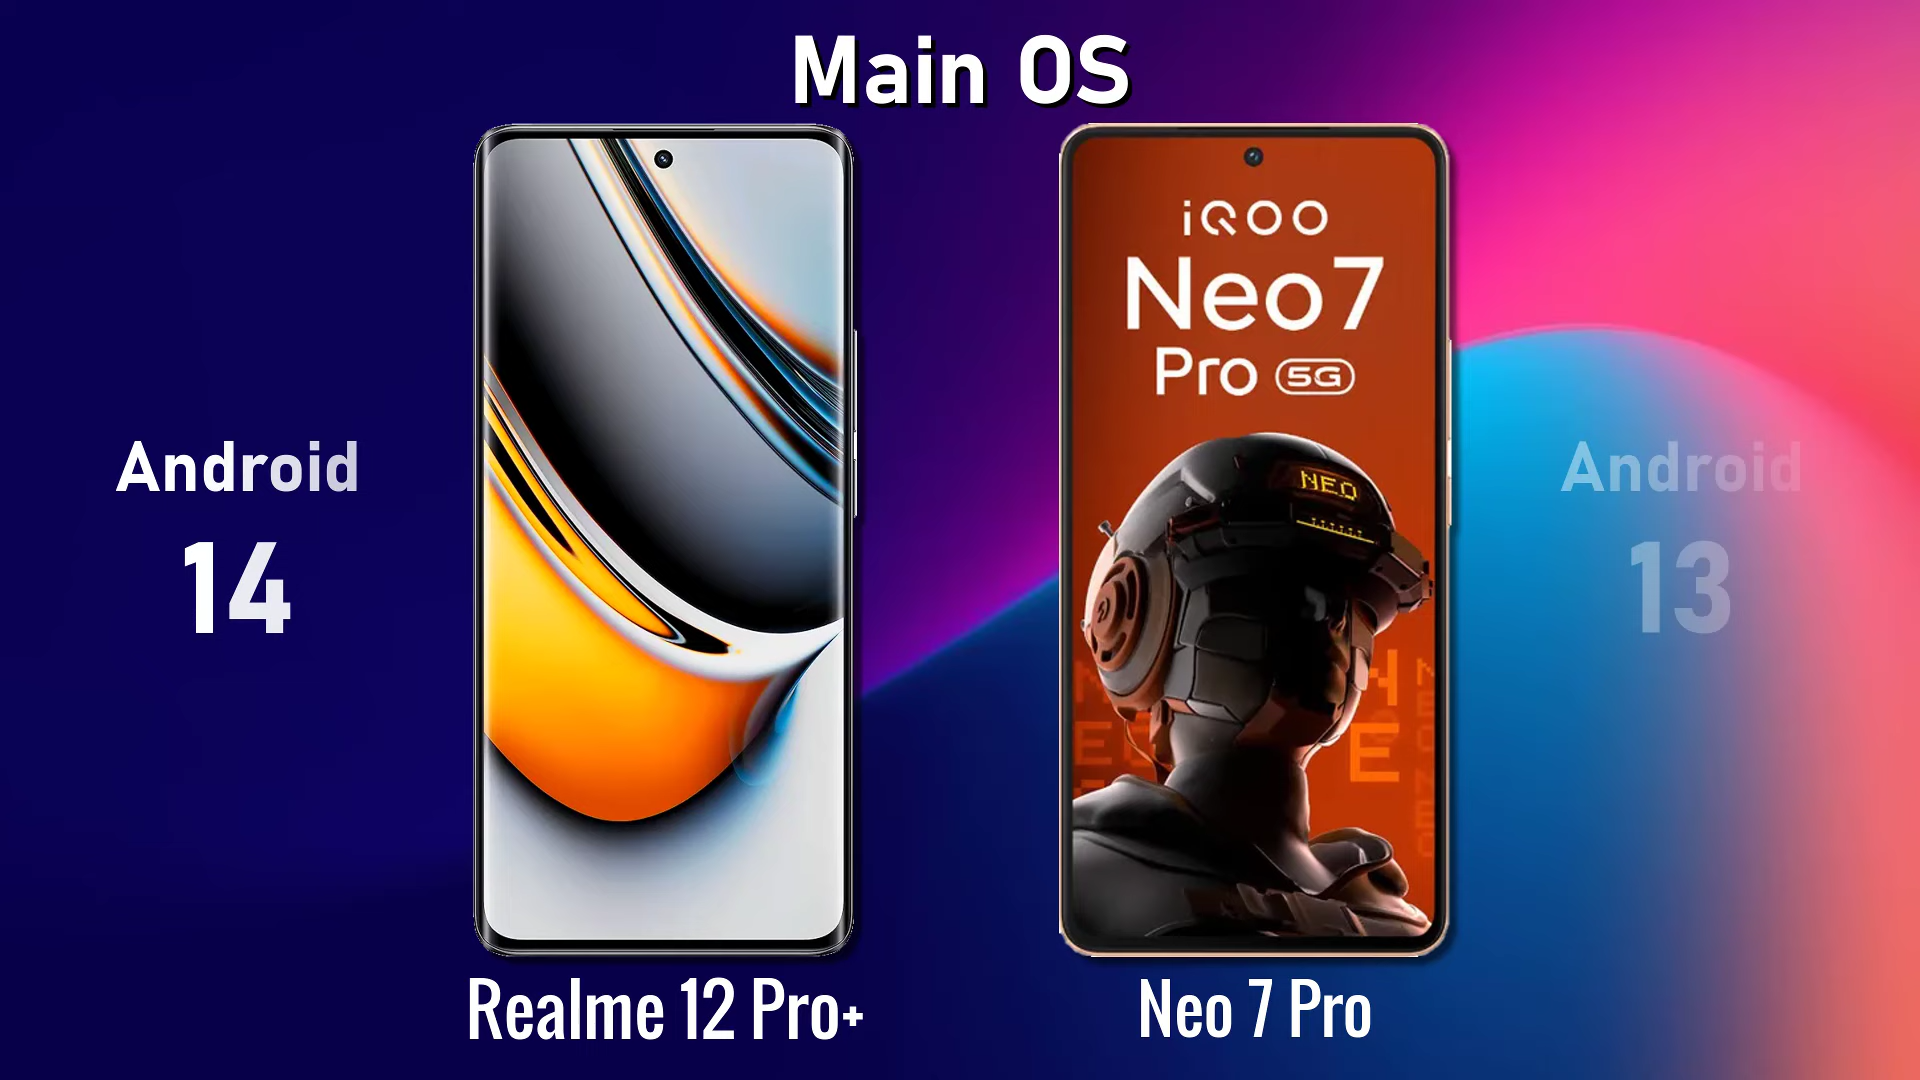 Main OS
Android
14
iQOO
Neo7
Pro 5G
NEO
Android
13
Realme 12 Pro+
Neo 7 Pro